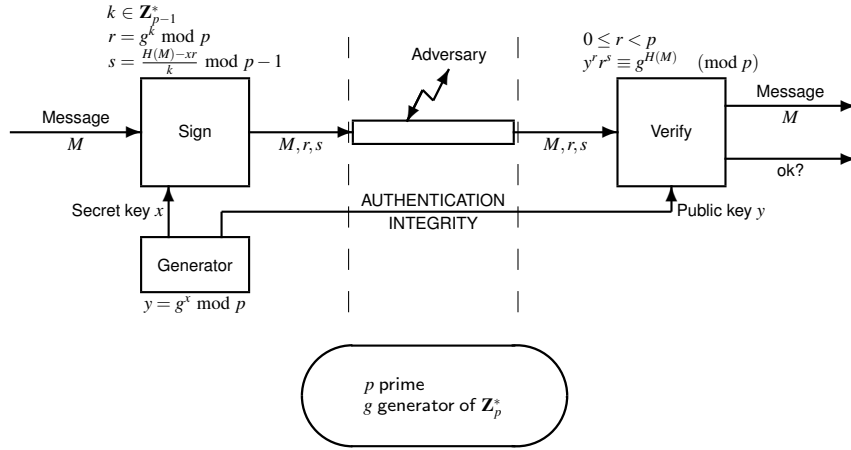 k ∈ Z*_{p−1}
r = g^k mod p
s = \frac{H(M)−xr}{k} mod p − 1
0 ≤ r < p
y^r r^s ≡ g^{H(M)} (mod p)
Adversary
Message
M
Sign
M, r, s
M, r, s
Verify
Message
M
ok?
Secret key x
AUTHENTICATION
INTEGRITY
Public key y
Generator
y = g^x mod p
p prime
g generator of Z*_p